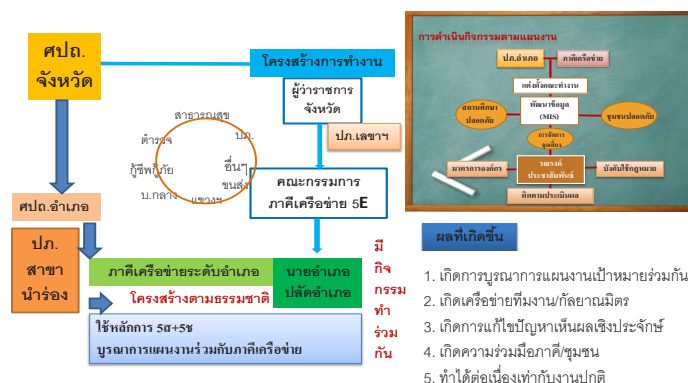 ศปถ.
จังหวัด
โครงสร้างการทำงาน
ผู้ว่าราชการ
จังหวัด
ปภ.เลขาฯ
สาธารณสุข
ตำรวจ
ปภ.
กู้ชีพกู้ภัย
อื่นๆ
ขนส่ง
บ.กลาง
แขวงฯ
คณะกรรมการ
ภาคีเครือข่าย 5E
ศปถ.อำเภอ
ปภ.
สาขา
นำร่อง
ภาคีเครือข่ายระดับอำเภอ
โครงสร้างตามธรรมชาติ
นายอำเภอ
ปลัดอำเภอ
ใช้หลักการ 5ส+5ช
บูรณาการแผนงานร่วมกับภาคีเครือข่าย
มี
กิจ
กรรม
ทำ
ร่วม
กัน
การดำเนินกิจกรรมตามแผนงาน
ปภ.อำเภอ
ภาคีเครือข่าย
แต่งตั้งคณะทำงาน
สถานศึกษา
ปลอดภัย
พัฒนาข้อมูล
(MIS)
ชุมชนปลอดภัย
การจัดการ
จุดเสี่ยง
มาตรการองค์กร
รณรงค์
ประชาสัมพันธ์
บังคับใช้กฎหมาย
ติดตามประเมินผล
ผลที่เกิดขึ้น
1. เกิดการบูรณาการแผนงานเป้าหมายร่วมกัน
2. เกิดเครือข่ายทีมงาน/กัลยาณมิตร
3. เกิดการแก้ไขปัญหาเห็นผลเชิงประจักษ์
4. เกิดความร่วมมือภาคี/ชุมชน
5. ทำได้ต่อเนื่องเท่ากับงานปกติ